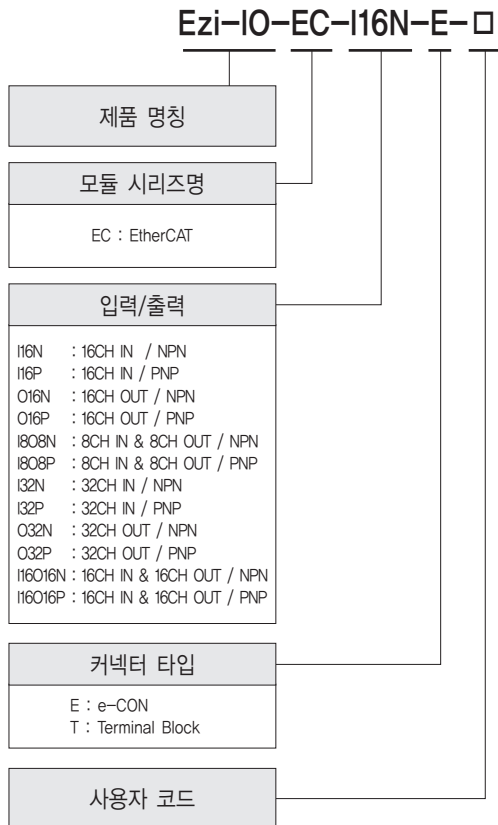 Ezi-IO-EC-I16N-E-□
제품 명칭
모듈 시리즈명
EC : EtherCAT
입력/출력
I16N : 16CH IN / NPN
I16P : 16CH IN / PNP
O16N : 16CH OUT / NPN
O16P : 16CH OUT / PNP
I8O8N : 8CH IN & 8CH OUT / NPN
I8O8P : 8CH IN & 8CH OUT / PNP
I32N : 32CH IN / NPN
I32P : 32CH IN / PNP
O32N : 32CH OUT / NPN
O32P : 32CH OUT / PNP
I16O16N : 16CH IN & 16CH OUT / NPN
I16O16P : 16CH IN & 16CH OUT / PNP
커넥터 타입
E : e-CON
T : Terminal Block
사용자 코드